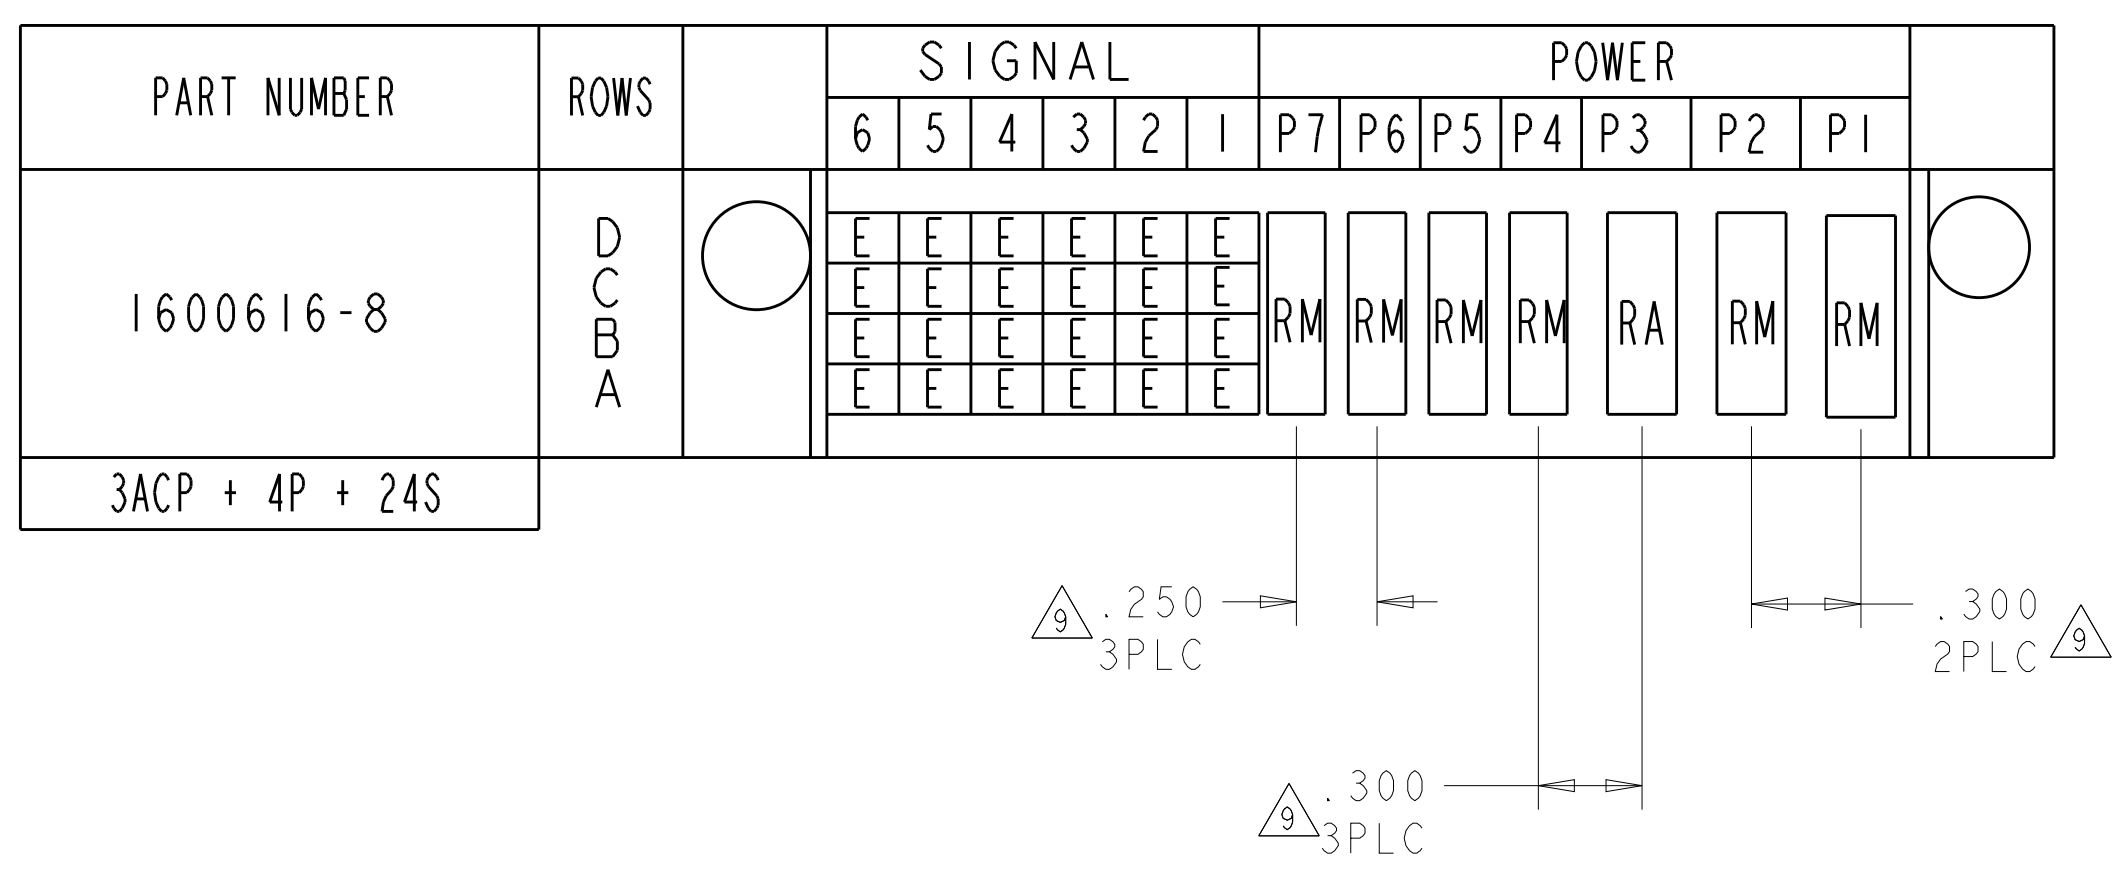 PART NUMBER ROWS SIGNAL POWER
6 5 4 3 2 1 P7 P6 P5 P4 P3 P2 P1
1600616-8
D E E E E E E
C E E E E E E
B E E E E E E
A E E E E E E
RM RM RM RM RA RM RM
3ACP + 4P + 24S
9 .250
3PLC
.300
2PLC 9
9 .300
3PLC